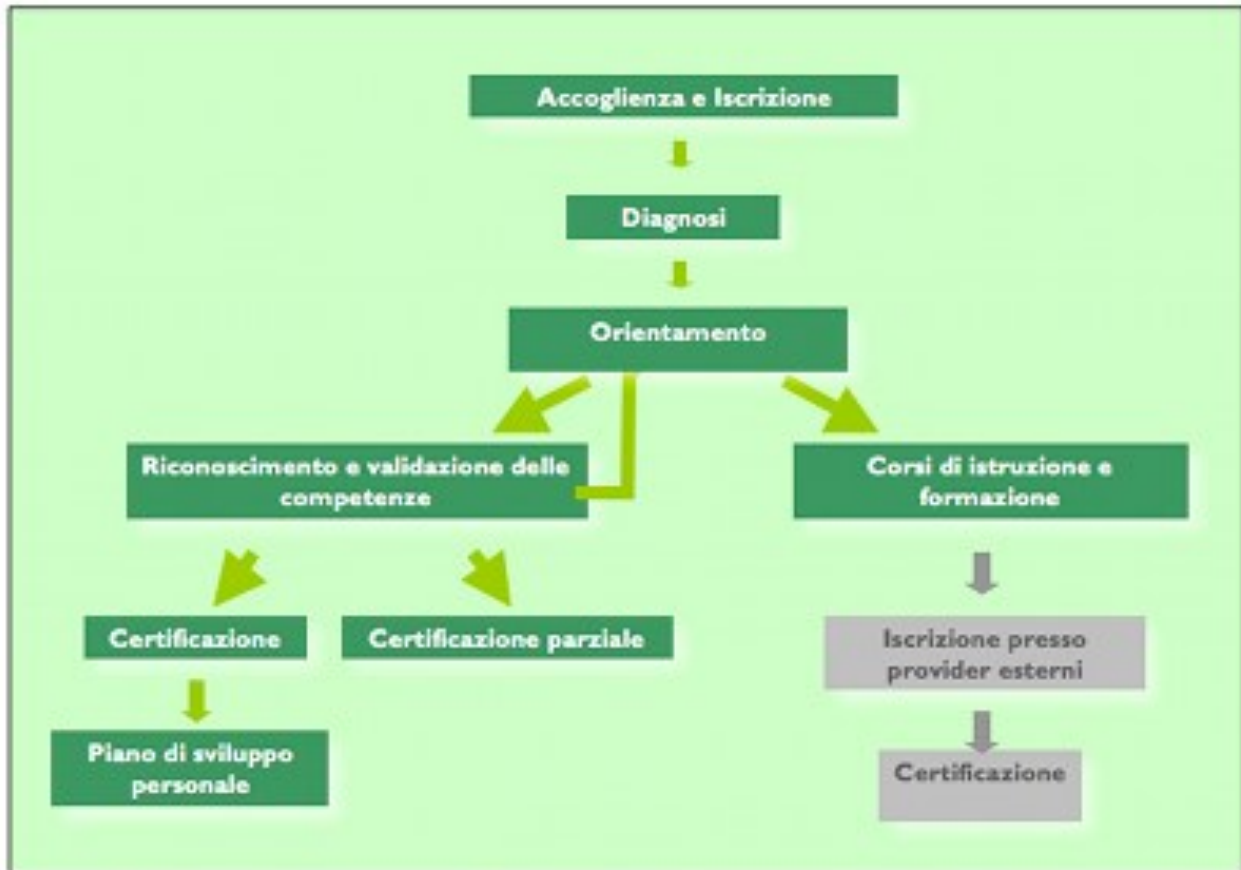 Accoglienza e Iscrizione
Diagnosi
Orientamento
Riconoscimento e validazione delle
competenze
Corsi di istruzione e
formazione
Certificazione
Certificazione parziale
Iscrizione presso
provider esterni
Piano di sviluppo
personale
Certificazione